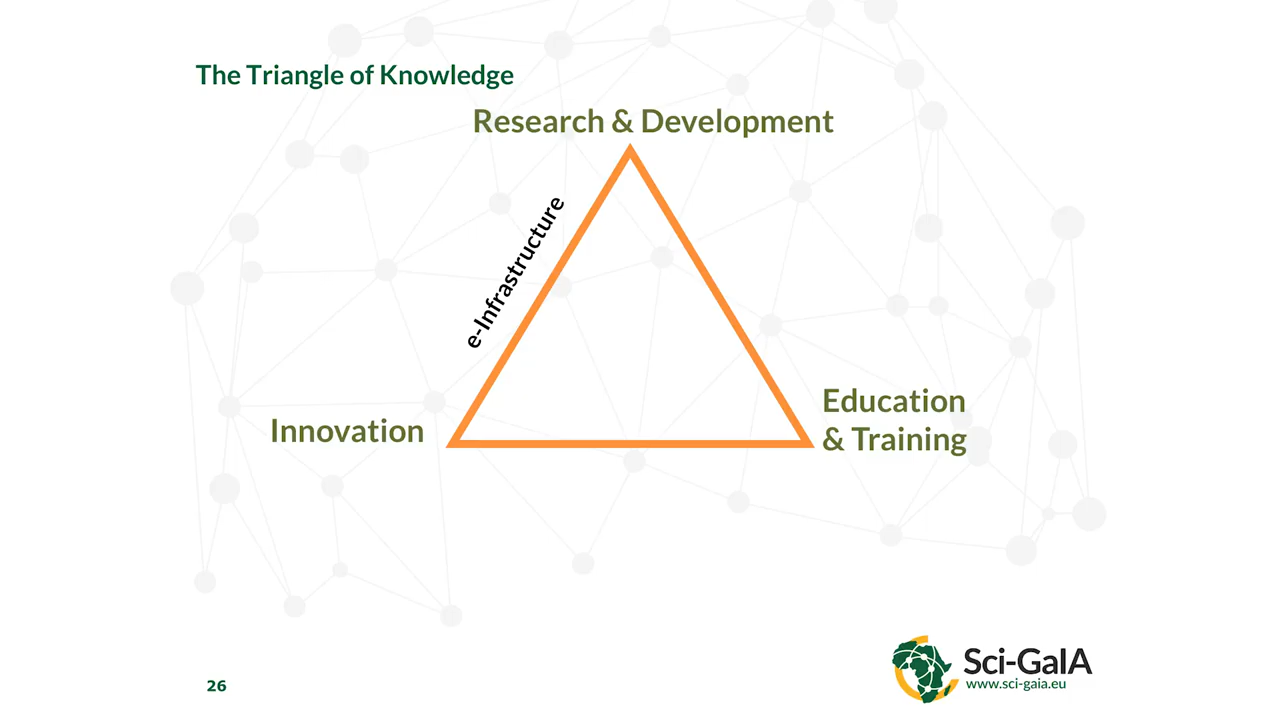 The Triangle of Knowledge
Research & Development
e-Infrastructure
Innovation
Education
& Training
26
Sci-GaIA
www.sci-gaia.eu